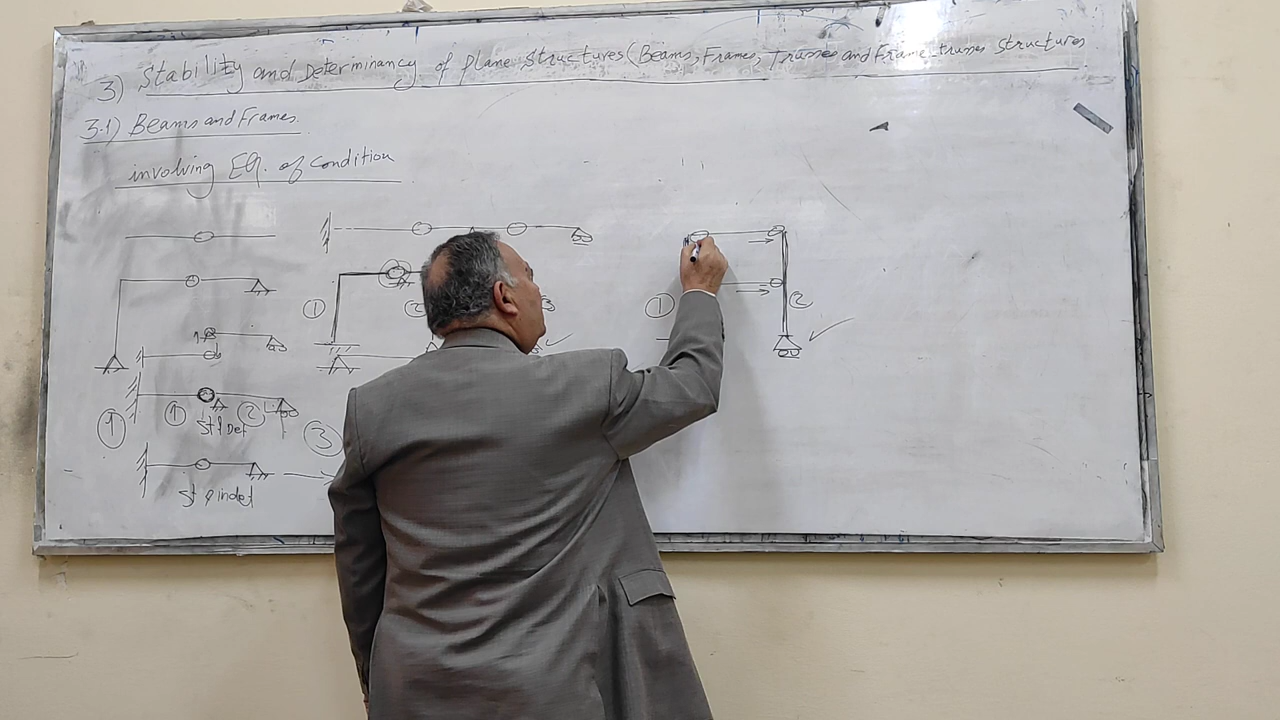 3) Stability and Determinancy of plane structures (Beams, Frames, Trusses and Frame-trusses structures
3.1) Beams and Frames
involving EQ. of condition
1
2
1
2
1
1
2
3
St & Det
St & indet